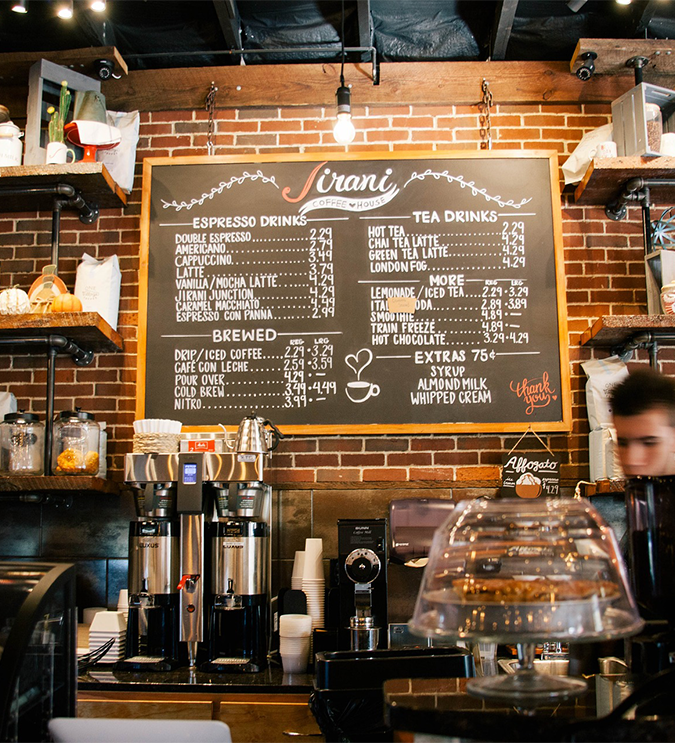 Jirani
COFFEE HOUSE
ESPRESSO DRINKS
DOUBLE ESPRESSO 2.29
AMERICANO 2.79
CAPPUCCINO 3.49
LATTE 3.79
VANILLA/MOCHA LATTE 4.29
JIRANI JUNCTION 4.49
CARAMEL MACCHIATO 4.49
ESPRESSO CON PANNA 2.99
BREWED
REG LRG
DRIP/ICED COFFEE 2.29 3.29
CAFÉ CON LECHE 2.59 3.59
POUR OVER 4.29 —
COLD BREW 3.49 4.49
NITRO 3.99 —
TEA DRINKS
HOT TEA 2.29
CHAI TEA LATTE 4.29
GREEN TEA LATTE 4.29
LONDON FOG 4.29
MORE
REG LRG
LEMONADE/ICED TEA 2.29 3.29
SODA 2.89 3.89
SMOOTHIE 4.89 —
TRAIN FREEZE 4.89 —
HOT CHOCOLATE 3.29 4.29
EXTRAS 75¢
SYRUP
ALMOND MILK
WHIPPED CREAM
thank you
Affogato
ESPRESSO
4.29
LUXUS
LUXUS
BUNN